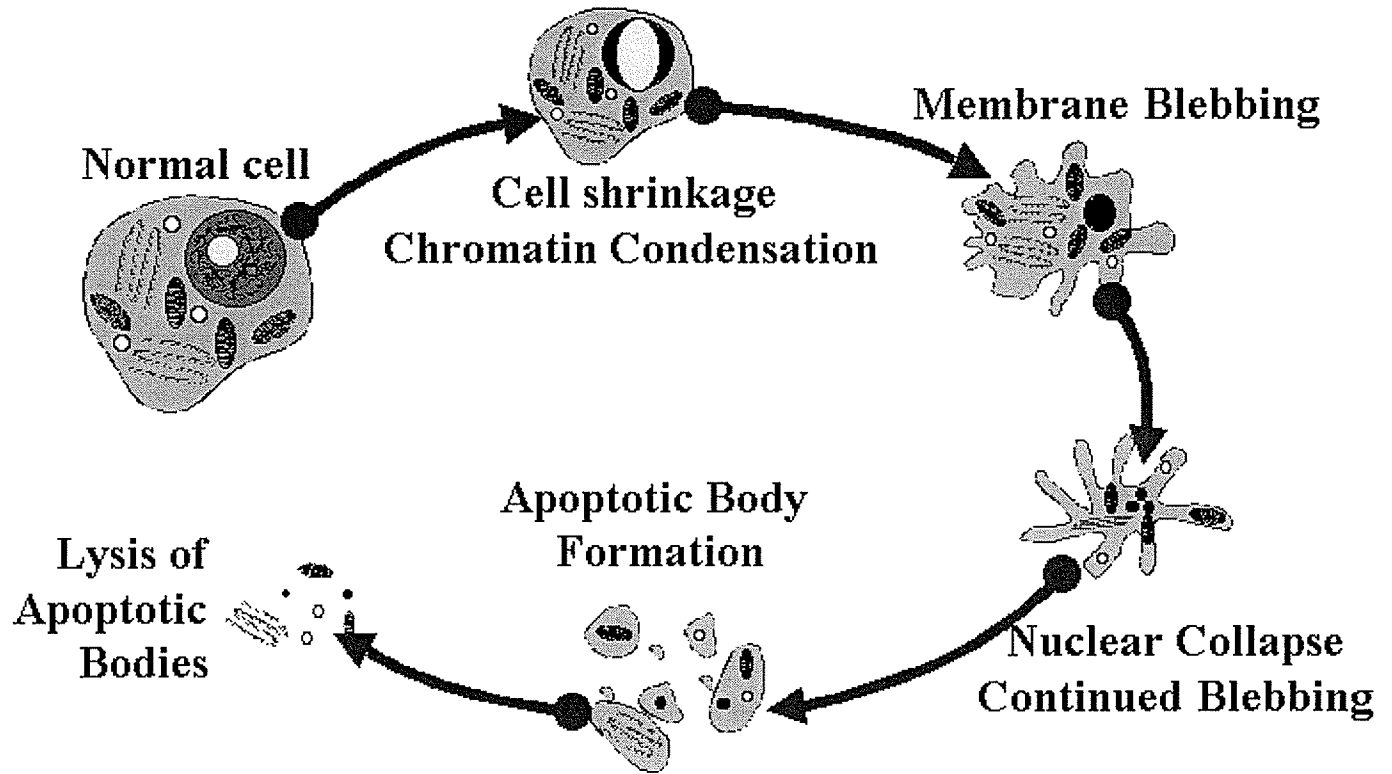 Normal cell
Cell shrinkage
Chromatin Condensation
Membrane Blebbing
Nuclear Collapse
Continued Blebbing
Apoptotic Body
Formation
Lysis of
Apoptotic
Bodies